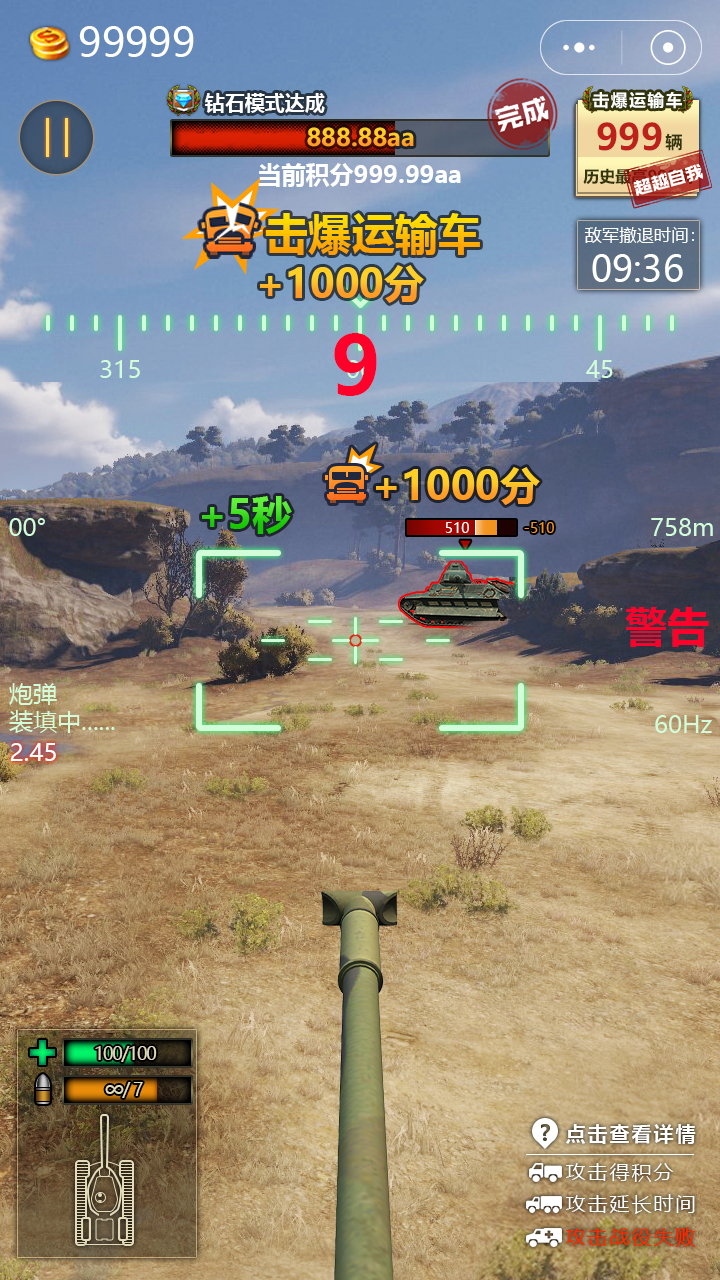 99999
钻石模式达成
888.88aa
完成
当前积分999.99aa
击爆运输车
999辆
历史最高
超越自我
击爆运输车
+1000分
敌军撤退时间:
09:36
315
45
9
+1000分
+5秒
510
-510
00°
758m
警告
炮弹
装填中......
2.45
60Hz
100/100
∞/7
点击查看详情
攻击得积分
攻击延长时间
攻击战役失败